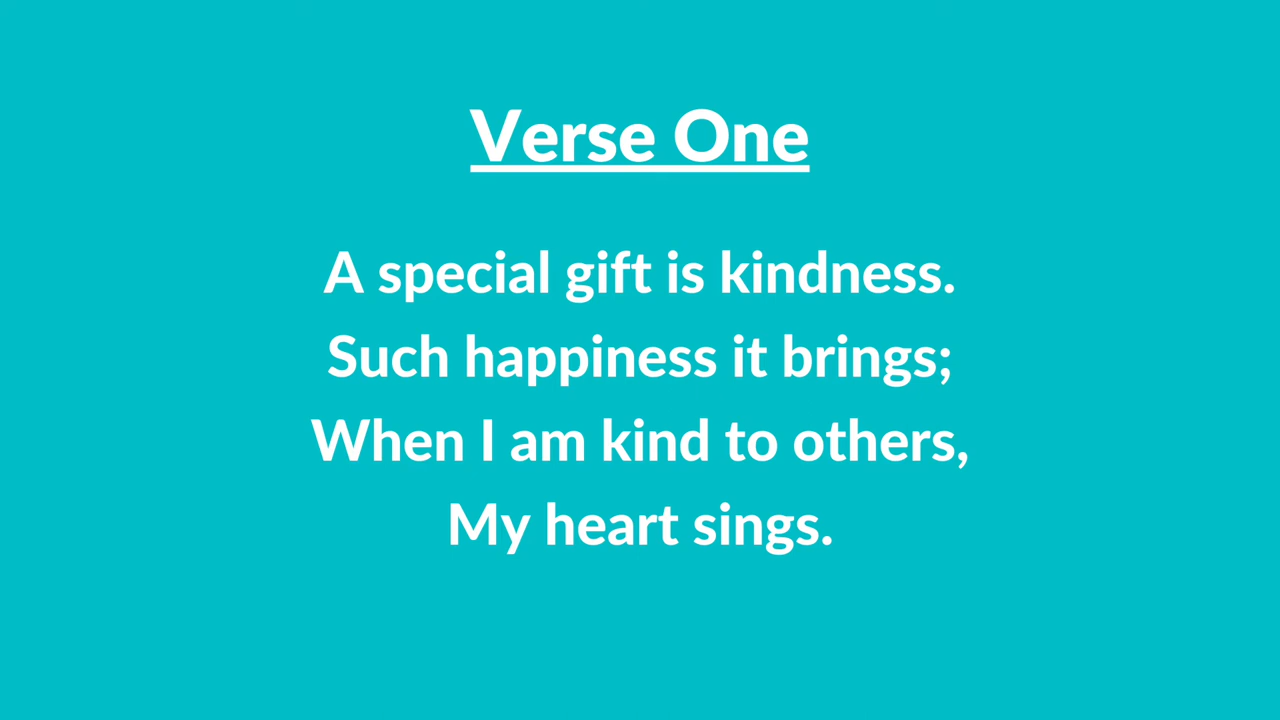 Verse One
A special gift is kindness.
Such happiness it brings;
When I am kind to others,
My heart sings.